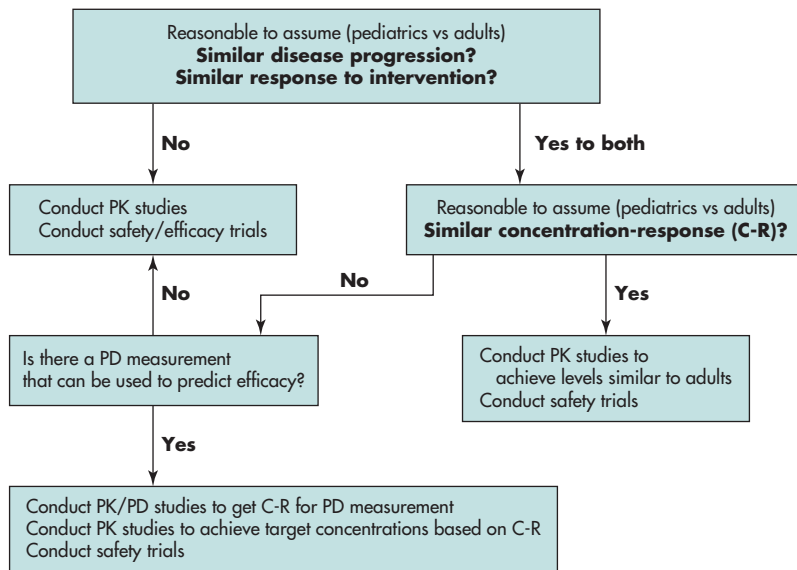 Reasonable to assume (pediatrics vs adults)
Similar disease progression?
Similar response to intervention?
No
Yes to both
Conduct PK studies
Conduct safety/efficacy trials
Reasonable to assume (pediatrics vs adults)
Similar concentration-response (C-R)?
No
No
Yes
Is there a PD measurement
that can be used to predict efficacy?
Conduct PK studies to
achieve levels similar to adults
Conduct safety trials
Yes
Conduct PK/PD studies to get C-R for PD measurement
Conduct PK studies to achieve target concentrations based on C-R
Conduct safety trials